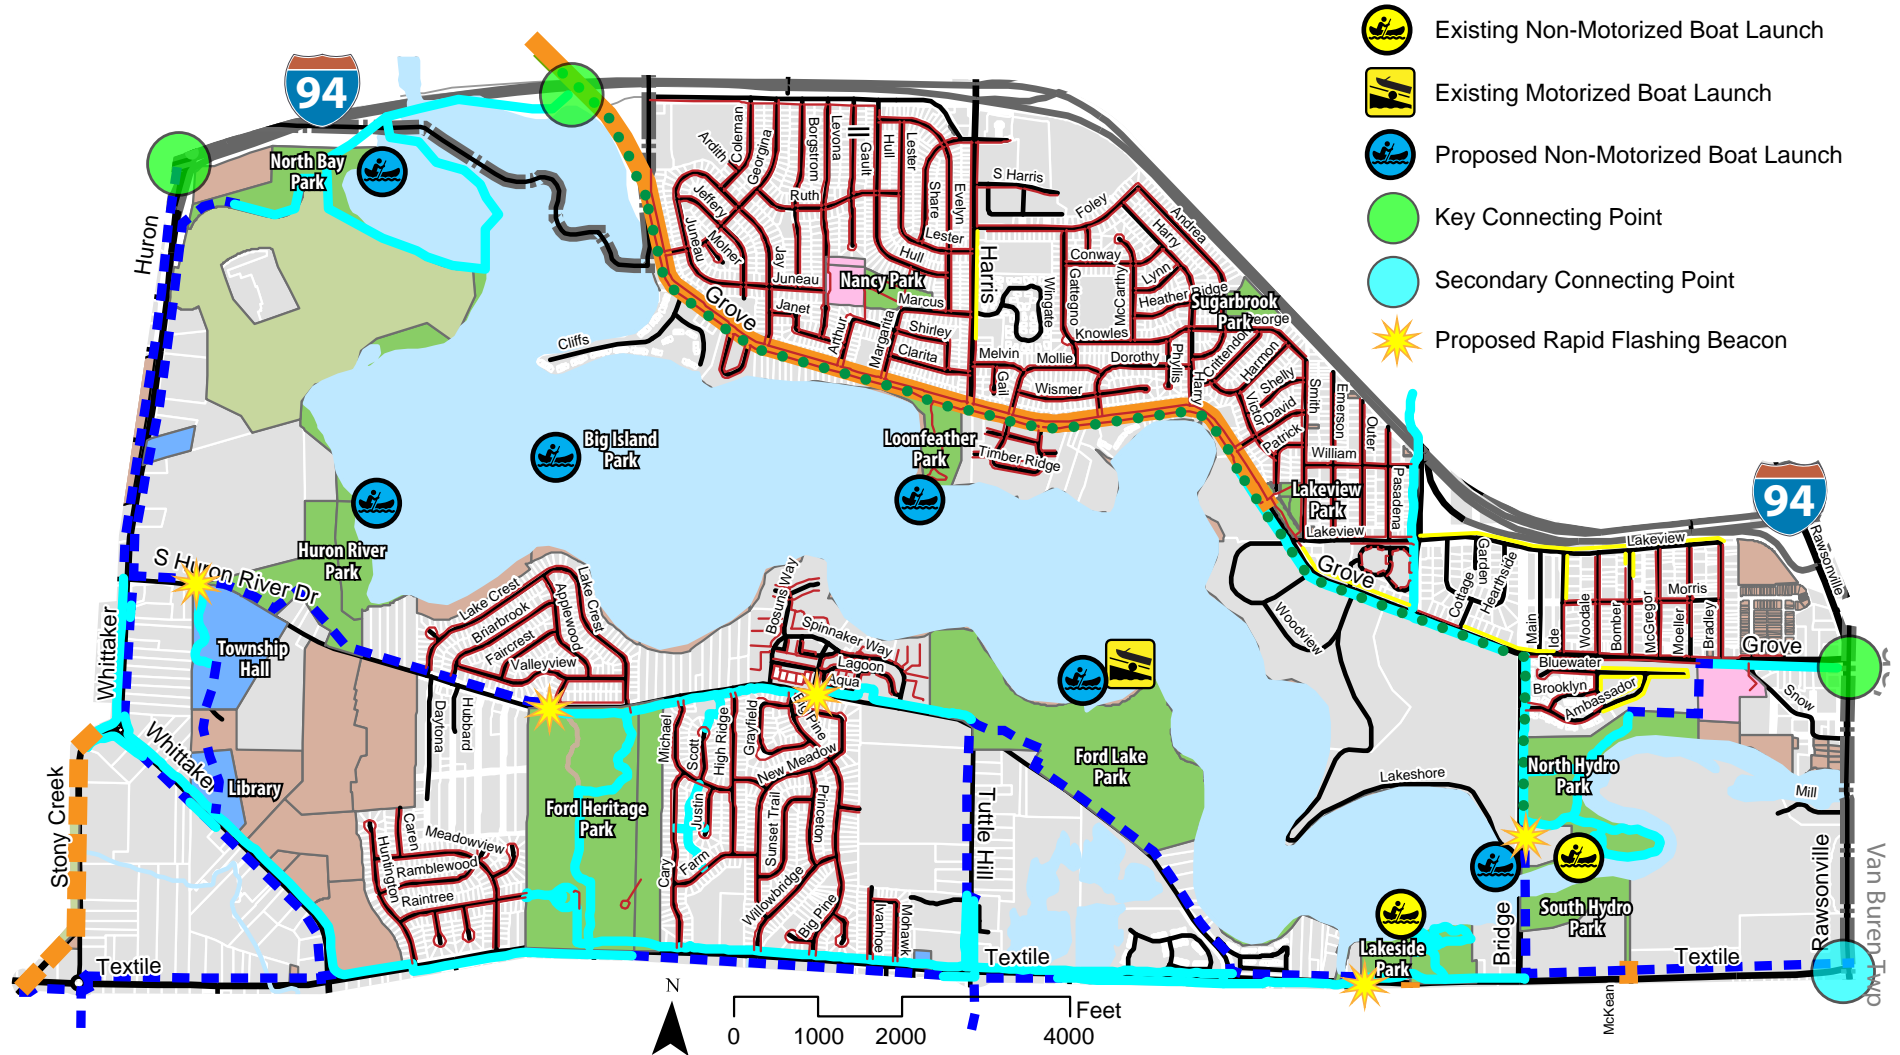 Existing Non-Motorized Boat Launch
Existing Motorized Boat Launch
Proposed Non-Motorized Boat Launch
Key Connecting Point
Secondary Connecting Point
Proposed Rapid Flashing Beacon
94
94
North Bay
Park
Huron
Ardith
Coleman
Georgina
Borgstrom
Levona
Gault
Hull
Lester
Share
Evelyn
Ruth
Jeffery
Juneau
Molner
Jay
Juneau
Janet
Lester
Hull
Nancy Park
Marcus
Shirley
Clarita
Arthur
Margarita
Grove
Cliffs
Harris
S Harris
Foley
Andrea
Harry
Conway
Lynn
Heather Ridge
McCarthy
Gattegno
Wingate
Knowles
Sugarbrook
Park
George
Melvin
Mollie
Dorothy
Phyllis
Gail
Wismer
Harry
Crittendon
Harmon
Shelly
Victor
David
Patrick
Smith
Emerson
Outer
William
Pasadena
Timber Ridge
Loonfeather
Park
Lakeview
Park
Lakeview
Lakeview
Rawsonville
Big Island
Park
Huron River
Park
S Huron River Dr
Grove
Garden
Cottage
Hearthside
Main
Ide
Woodale
Bomber
McGregor
Moeller
Morris
Bradley
Grove
Woodview
Bluewater
Brooklyn
Ambassador
Snow
Whittaker
Township
Hall
Lake Crest
Briarbrook
Faircrest
Applewood
Lake Crest
Valleyview
Bosuns Way
Spinnaker Way
Lagoon
Aqua
Big Pine
Ford Lake
Park
North Hydro
Park
Mill
Lakeshore
Whittaker
Library
Stony Creek
Daytona
Hubbard
Michael
Scott
High Ridge
Grayfield
New Meadow
Justin
Sunset Trail
Princeton
Ford Heritage
Park
Tuttle Hill
Caren
Meadowview
Huntington
Ramblewood
Raintree
Cary
Farm
Willowbridge
Big Pine
Ivanhoe
Mohawk
South Hydro
Park
Lakeside
Park
Bridge
Rawsonville
Van Buren Twp
Textile
Textile
Textile
McKean
N
Feet
0
1000
2000
4000